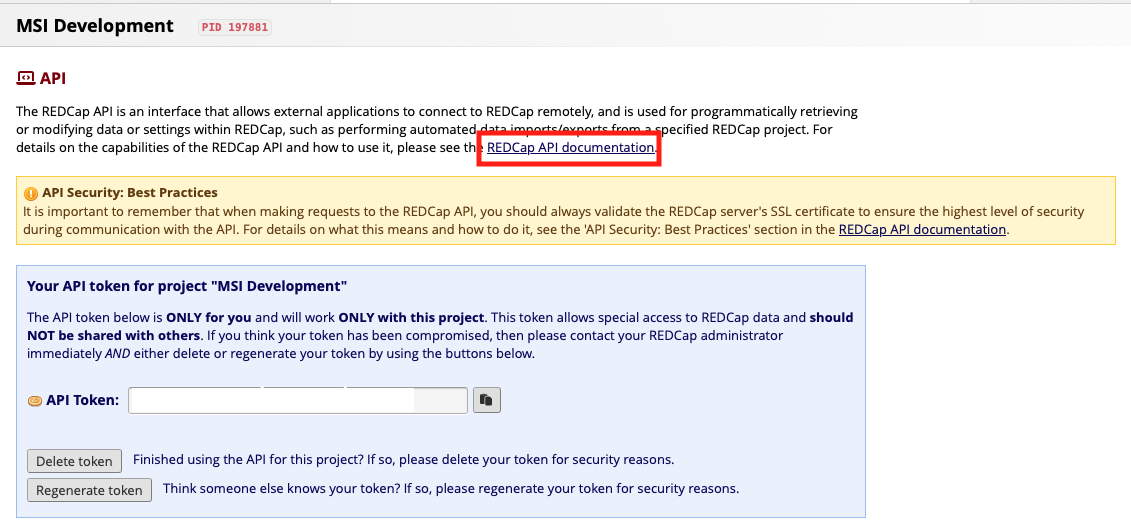 MSI Development PID 197881
API
The REDCap API is an interface that allows external applications to connect to REDCap remotely, and is used for programmatically retrieving
or modifying data or settings within REDCap, such as performing automated data imports/exports from a specified REDCap project. For
details on the capabilities of the REDCap API and how to use it, please see the REDCap API documentation.
API Security: Best Practices
It is important to remember that when making requests to the REDCap API, you should always validate the REDCap server's SSL certificate to ensure the highest level of security
during communication with the API. For details on what this means and how to do it, see the 'API Security: Best Practices' section in the REDCap API documentation.
Your API token for project "MSI Development"
The API token below is ONLY for you and will work ONLY with this project. This token allows special access to REDCap data and should
NOT be shared with others. If you think your token has been compromised, then please contact your REDCap administrator
immediately AND either delete or regenerate your token by using the buttons below.
API Token:
Delete token Finished using the API for this project? If so, please delete your token for security reasons.
Regenerate token Think someone else knows your token? If so, please regenerate your token for security reasons.